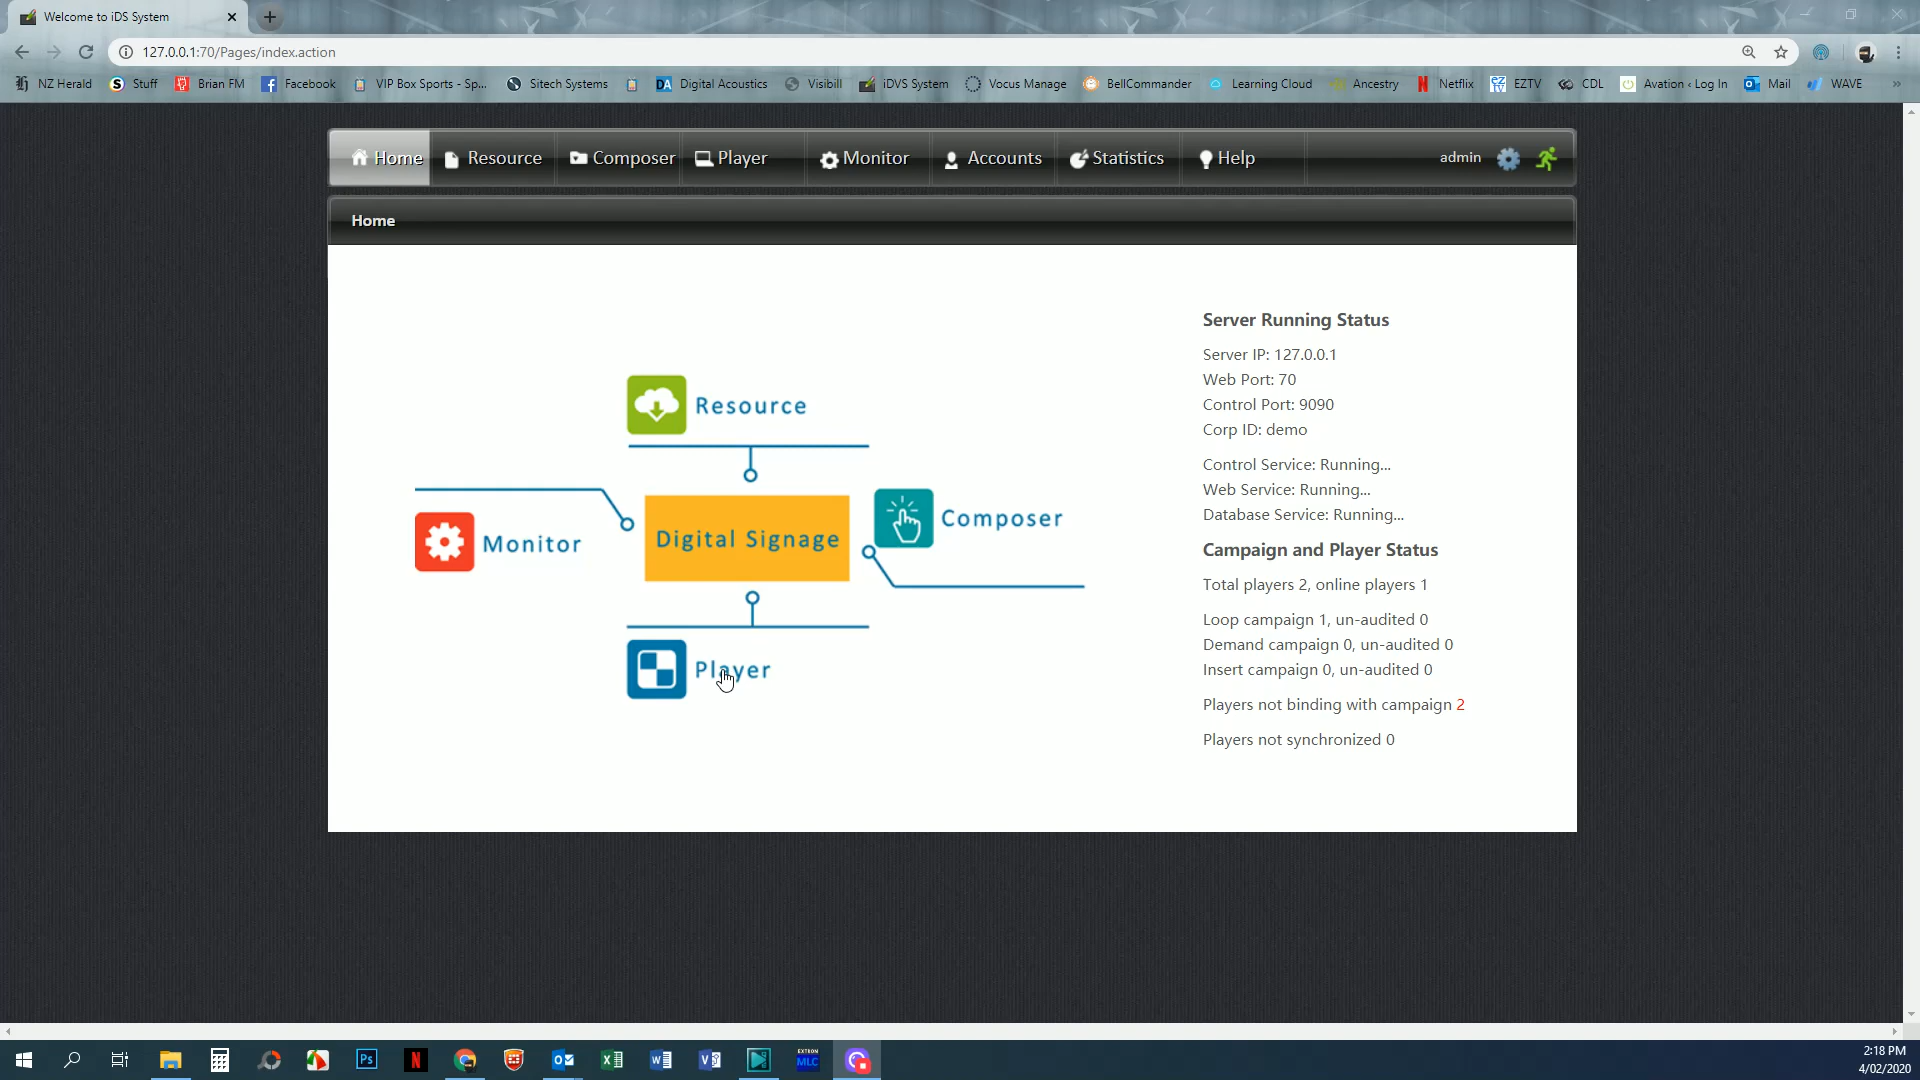 Welcome to iDS System
127.0.0.1:70/Pages/index.action
NZ Herald Stuff Brian FM Facebook VIP Box Sports - Sp... Sitech Systems Digital Acoustics Visibill iDVS System Vocus Manage BellCommander Learning Cloud Ancestry Netflix EZTV CDL Avation ‹ Log In Mail WAVE »
Home Resource Composer Player Monitor Accounts Statistics Help admin
Home
Resource
Monitor
Digital Signage
Composer
Player
Server Running Status
Server IP: 127.0.0.1
Web Port: 70
Control Port: 9090
Corp ID: demo
Control Service: Running...
Web Service: Running...
Database Service: Running...
Campaign and Player Status
Total players 2, online players 1
Loop campaign 1, un-audited 0
Demand campaign 0, un-audited 0
Insert campaign 0, un-audited 0
Players not binding with campaign 2
Players not synchronized 0
2:18 PM
4/02/2020